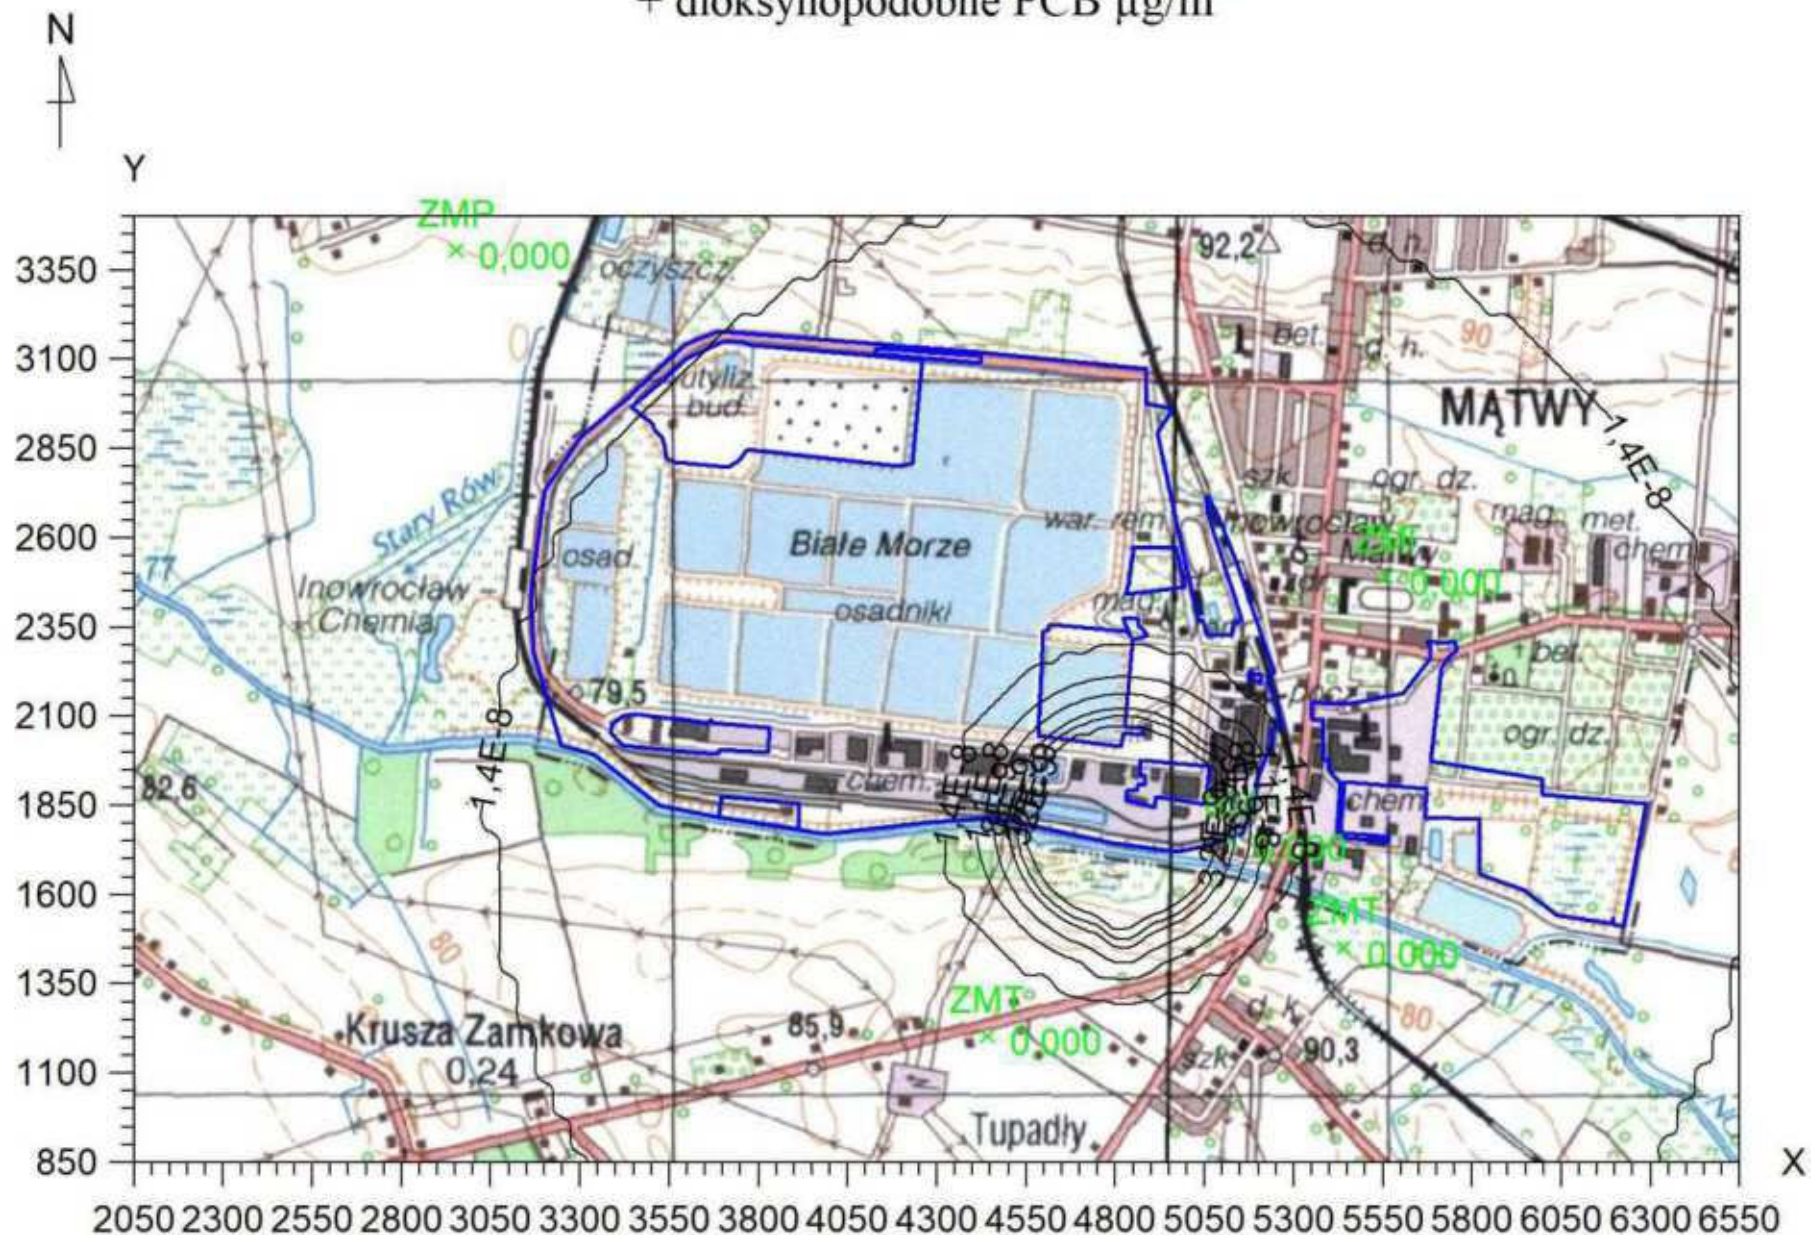 + dioksynopodobne PCB µg/m
N
Y
ZMP
× 0,000
oczyszcz.
92,2
d. h.
3350
bet.
d. h.
90
3100
utyliz.
bud.
MĄTWY
1,4E-8
2850
szk.
ogr. dz.
Stary Rów
war. rem.
Inowrocław
Mątwy
mag.
met.
chem.
2600
Białe Morze
osad.
77
0,000
Inowrocław
Chemia
osadniki
mag.
2350
bet.
79,5
pocz.
2100
1,4E-8
ogr. dz.
82,6
chem.
chem.
1850
1600
ZMT
× 0,000
80
1350
ZMT
× 0,000
77
Krusza Zamkowa
0,24
85,9
d. k.
80
szk.
90,3
1100
Tupadły
850
X
2050 2300 2550 2800 3050 3300 3550 3800 4050 4300 4550 4800 5050 5300 5550 5800 6050 6300 6550